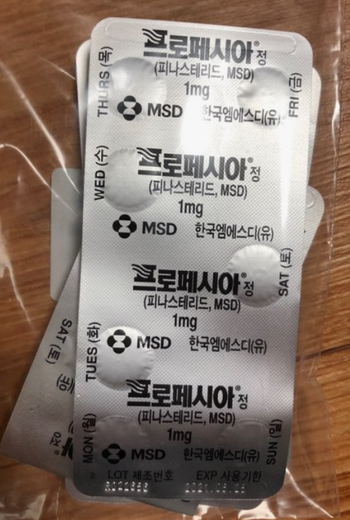 THURS (목)
프로페시아® 정
(피나스테리드, MSD)
1mg
FRI (금)
MSD 한국엠에스디(유)
WED (수)
프로페시아® 정
(피나스테리드, MSD)
1mg
MSD 한국엠에스디(유)
SAT (토)
프로페시아® 정
(피나스테리드, MSD)
1mg
TUES (화)
MSD 한국엠에스디(유)
프로페시아® 정
(피나스테리드, MSD)
1mg
MON (월)
MSD 한국엠에스디(유)
SUN (일)
LOT 제조번호 EXP 사용기한
SAT (토)